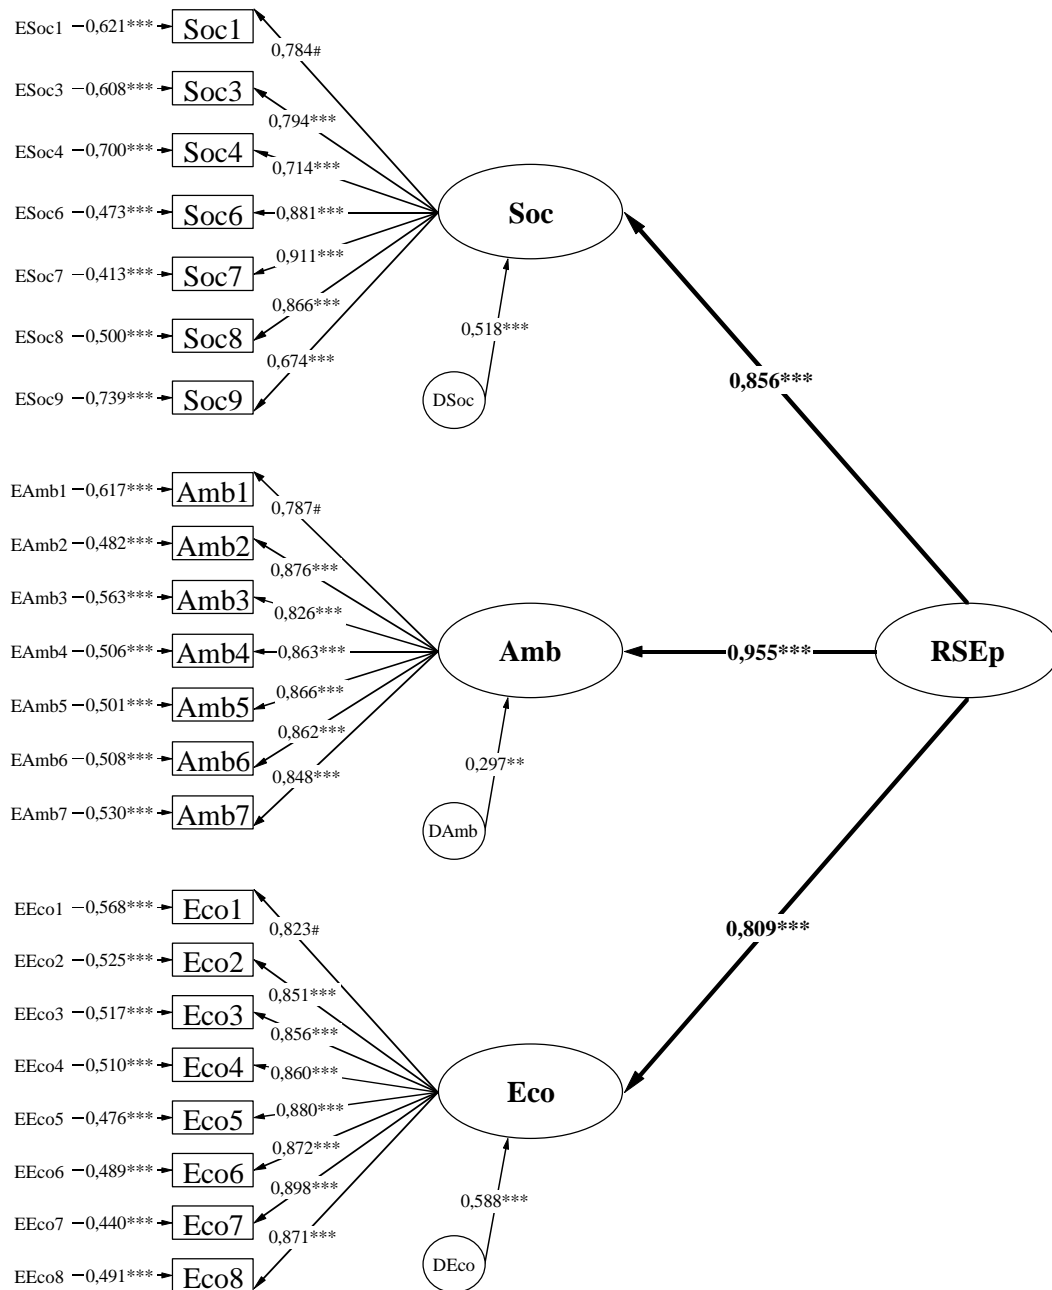 ESoc1 0,621*** Soc1
0,784#
ESoc3 0,608*** Soc3
0,794***
ESoc4 0,700*** Soc4
0,714***
ESoc6 0,473*** Soc6 0,881*** Soc
0,911***
ESoc7 0,413*** Soc7
0,866***
ESoc8 0,500*** Soc8
0,518***
0,674***
ESoc9 0,739*** Soc9
DSoc
0,856***
EAmb1 0,617*** Amb1
0,787#
EAmb2 0,482*** Amb2
0,876***
EAmb3 0,563*** Amb3
0,826***
EAmb4 0,506*** Amb4 0,863*** Amb 0,955*** RSEp
0,866***
EAmb5 0,501*** Amb5
0,862***
EAmb6 0,508*** Amb6
0,297**
0,848***
EAmb7 0,530*** Amb7
DAmb
EEco1 0,568*** Eco1
0,823#
0,809***
EEco2 0,525*** Eco2
0,851***
EEco3 0,517*** Eco3
0,856***
EEco4 0,510*** Eco4 0,860***
Eco
EEco5 0,476*** Eco5 0,880***
0,872***
EEco6 0,489*** Eco6
0,898***
0,588***
EEco7 0,440*** Eco7
0,871***
DEco
EEco8 0,491*** Eco8